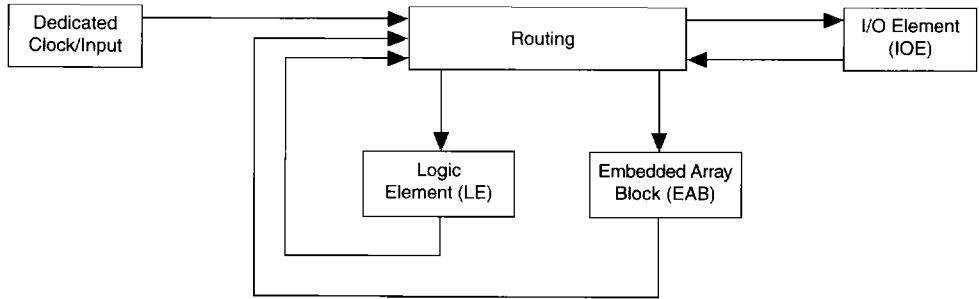 Dedicated
Clock/Input
Routing
I/O Element
(IOE)
Logic
Element (LE)
Embedded Array
Block (EAB)